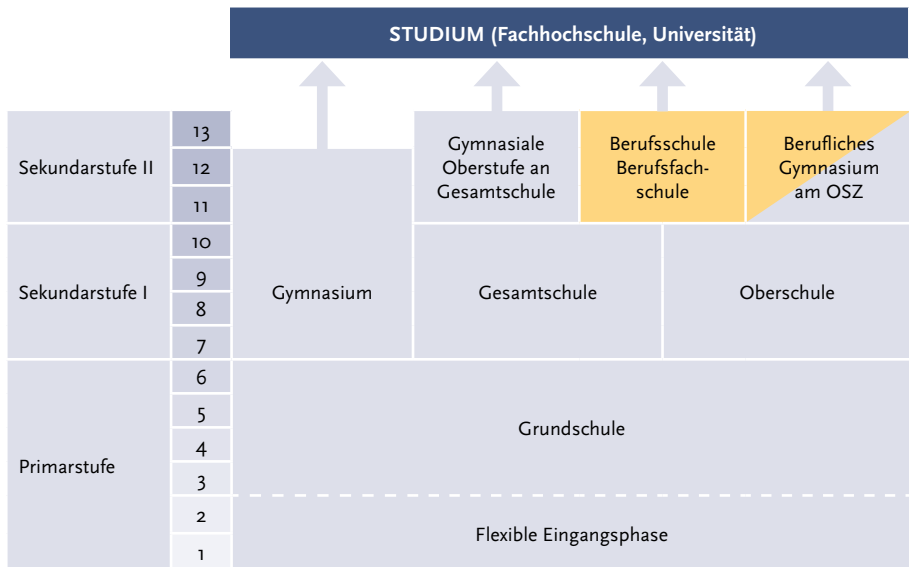 STUDIUM (Fachhochschule, Universität)
Sekundarstufe II
13
12
11
Gymnasiale
Oberstufe an
Gesamtschule
Berufsschule
Berufsfach-
schule
Berufliches
Gymnasium
am OSZ
Sekundarstufe I
10
9
8
7
Gymnasium
Gesamtschule
Oberschule
Primarstufe
6
5
4
3
2
1
Grundschule
Flexible Eingangsphase